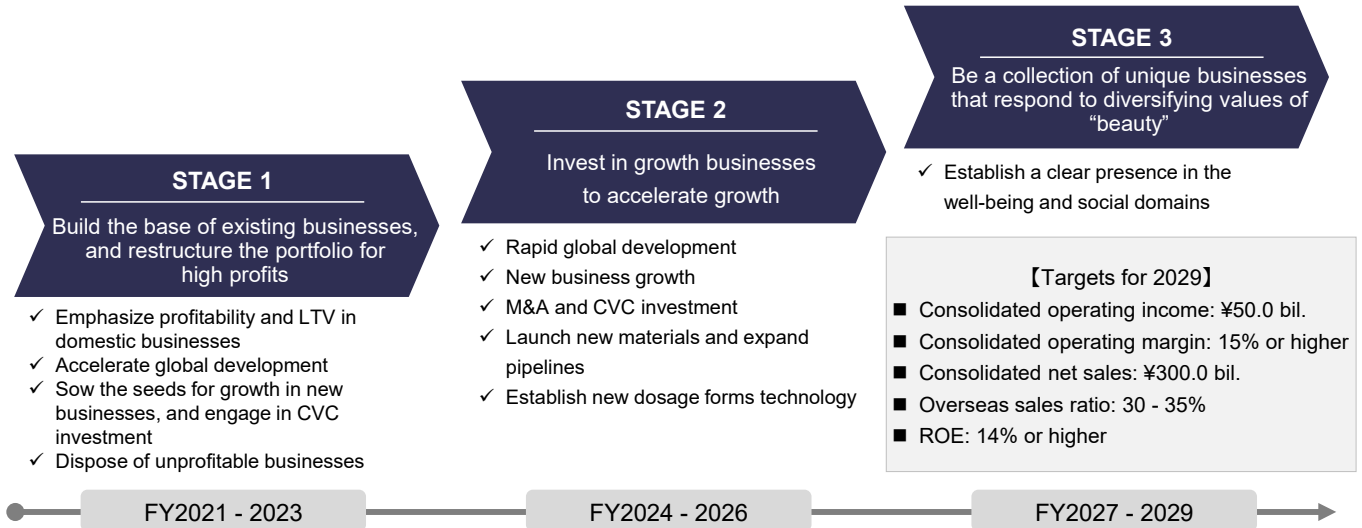 STAGE 1
Build the base of existing businesses,
and restructure the portfolio for
high profits
✓ Emphasize profitability and LTV in
domestic businesses
✓ Accelerate global development
✓ Sow the seeds for growth in new
businesses, and engage in CVC
investment
✓ Dispose of unprofitable businesses
FY2021 - 2023
STAGE 2
Invest in growth businesses
to accelerate growth
✓ Rapid global development
✓ New business growth
✓ M&A and CVC investment
✓ Launch new materials and expand
pipelines
✓ Establish new dosage forms technology
FY2024 - 2026
STAGE 3
Be a collection of unique businesses
that respond to diversifying values of
“beauty”
✓ Establish a clear presence in the
well-being and social domains
【Targets for 2029】
■ Consolidated operating income: ¥50.0 bil.
■ Consolidated operating margin: 15% or higher
■ Consolidated net sales: ¥300.0 bil.
■ Overseas sales ratio: 30 - 35%
■ ROE: 14% or higher
FY2027 - 2029